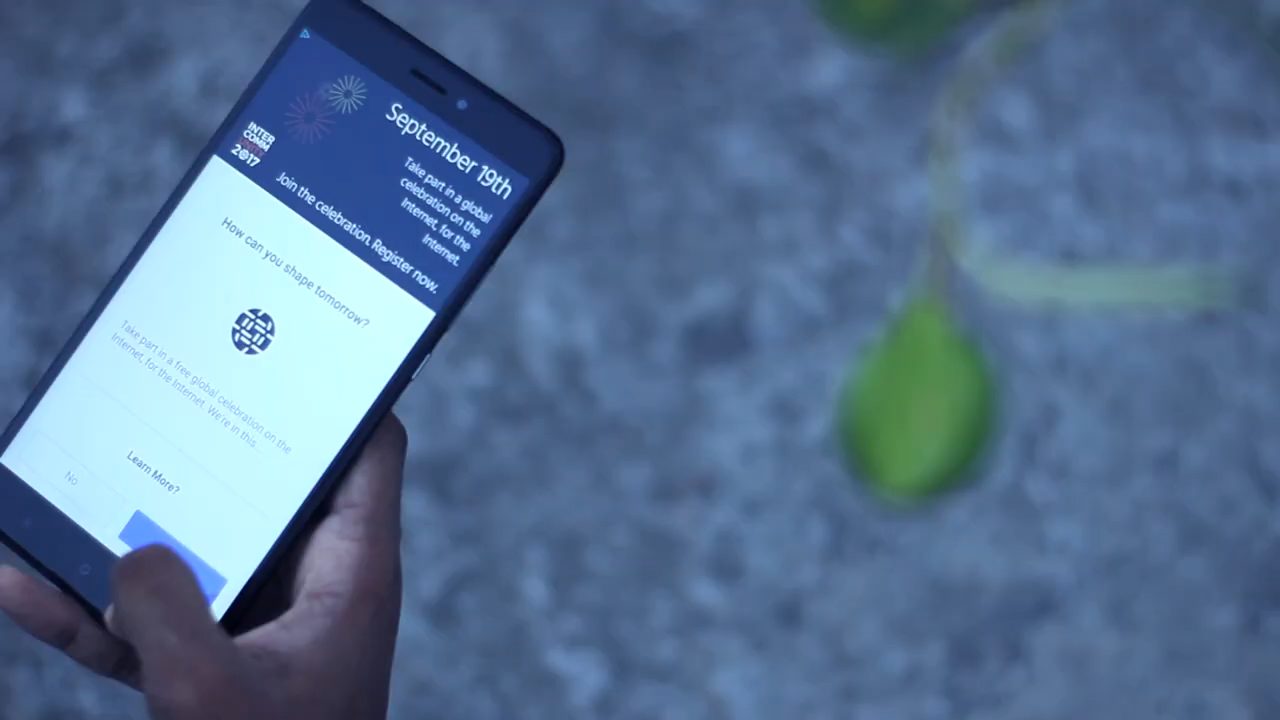 September 19th
Take part in a global
celebration on the
Internet, for the
Internet.
INTER
COMM
UNITY
2017
Join the celebration. Register now.
How can you shape tomorrow?
Take part in a free global celebration on the
Internet, for the Internet. We're in this...
Learn More?
No